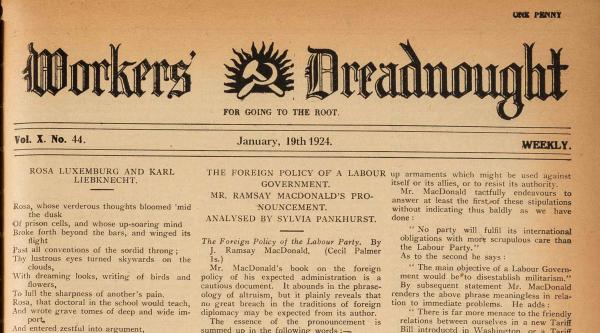 ONE PENNY
Workers' Dreadnought
FOR GOING TO THE ROOT.
Vol. X. No. 44. January, 19th 1924. WEEKLY.
ROSA LUXEMBURG AND KARL
LIEBKNECHT.
Rosa, whose verderous thoughts bloomed 'mid
the dusk
Of prison cells, and whose up-soaring mind
Broke forth beyond the bars, and winged its
flight
Past all conventions of the sordid throng;
Thy lustrous eyes turned skywards on the
clouds,
With dreaming looks, writing of birds and
flowers,
To lull the sharpness of another's pain.
Rosa, that doctoral in the school would teach,
And wrote grave tomes of deep and wide im-
port,
And entered zestful into argument,
THE FOREIGN POLICY OF A LABOUR
GOVERNMENT.
MR. RAMSAY MACDONALD'S PRO-
NOUNCEMENT.
ANALYSED BY SYLVIA PANKHURST.
The Foreign Policy of the Labour Party. By
J. Ramsay MacDonald, (Cecil Palmer
1s.)
Mr. MacDonald's book on the foreign
policy of his expected administration is a
cautious document. It abounds in the phrase-
ology of altruism, but it plainly reveals that
no great breach in the traditions of foreign
diplomacy may be expected from its author.
The essence of the pronouncement is
summed up in the following words:—
up armaments which might be used against
itself or its allies, or to resist its authority.
Mr. MacDonald tactfully endeavours to
answer at least the first of these stipulations
without indicating thus baldly as we have
done:
" No party will fulfil its international
obligations with more scrupulous care than
the Labour Party."
As to the second he says:
" The main objective of a Labour Govern-
ment would be to disestablish militarism."
By subsequent statement Mr. MacDonald
renders the above phrase meaningless in rela-
tion to immediate problems. He adds:
" There is far more menace to the friendly
relations between ourselves in a new Tariff
Bill introduced in Washington or a Tariff